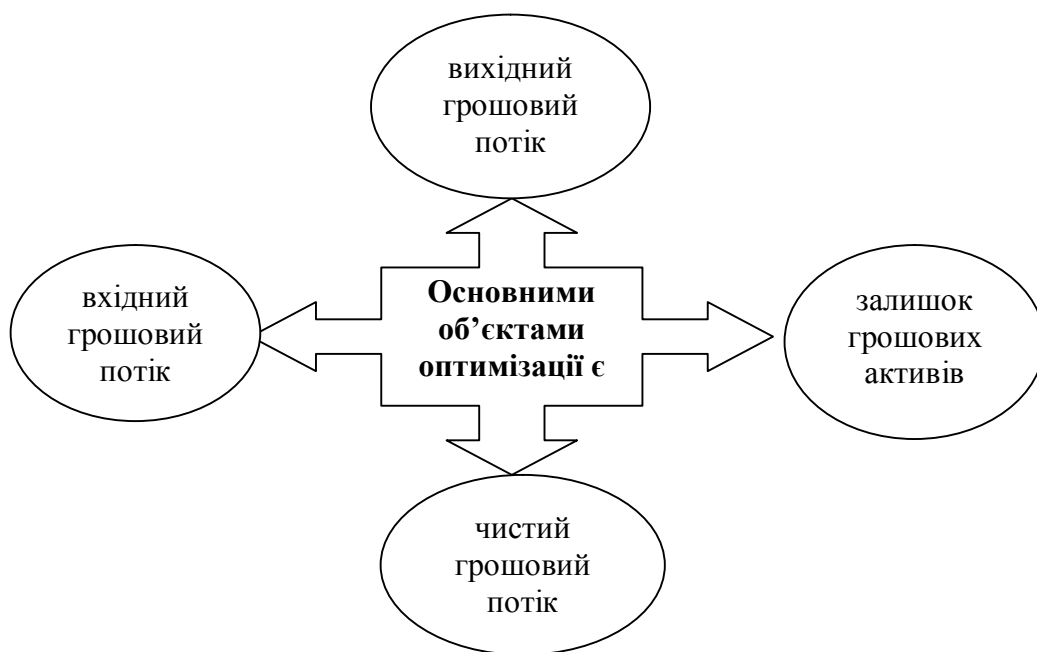 вихідний
грошовий
потік
вхідний
грошовий
потік
Основними
об’єктами
оптимізації є
залишок
грошових
активів
чистий
грошовий
потік